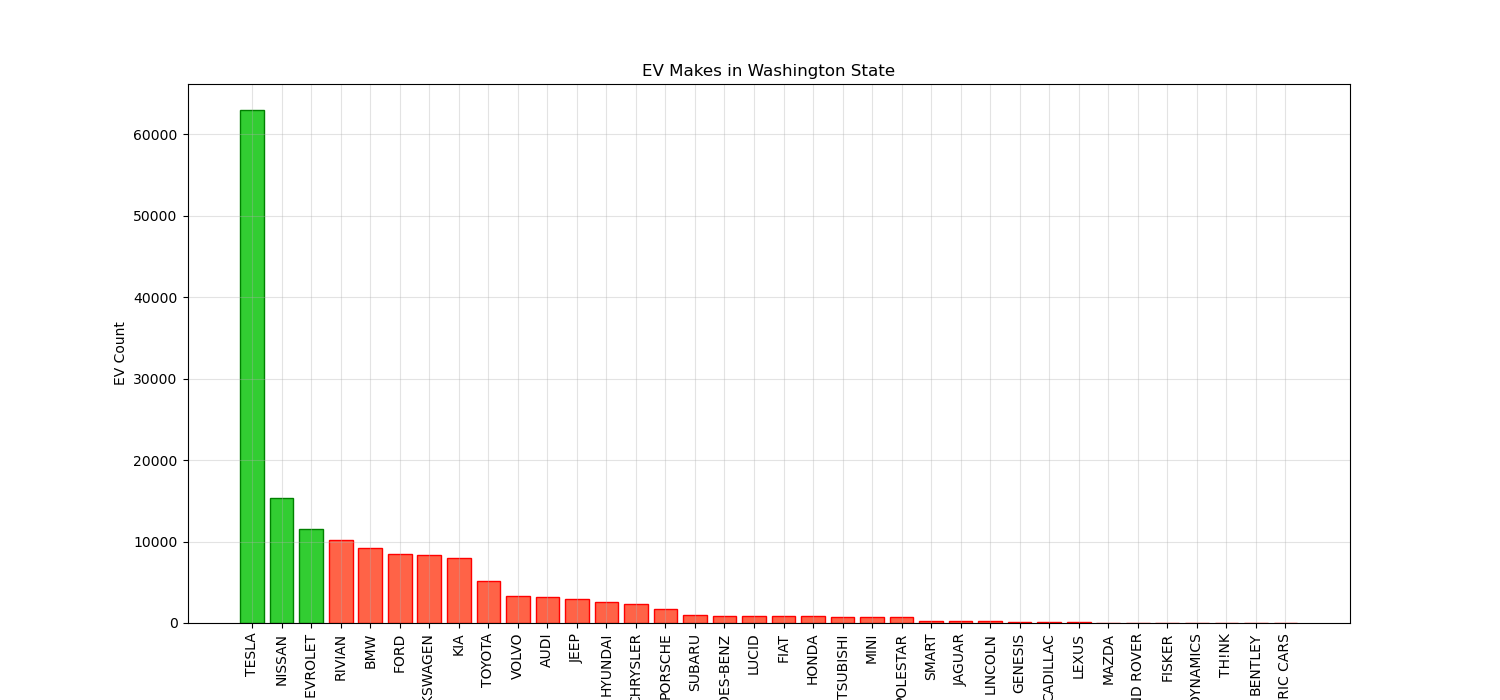 EV Makes in Washington State
EV Count
60000
50000
40000
30000
20000
10000
0
TESLA
NISSAN
EVROLET
RIVIAN
BMW
FORD
KSWAGEN
KIA
TOYOTA
VOLVO
AUDI
JEEP
HYUNDAI
CHRYSLER
PORSCHE
SUBARU
DES-BENZ
LUCID
FIAT
HONDA
TSUBISHI
MINI
POLESTAR
SMART
JAGUAR
LINCOLN
GENESIS
CADILLAC
LEXUS
MAZDA
ND ROVER
FISKER
DYNAMICS
TH!NK
BENTLEY
RIC CARS